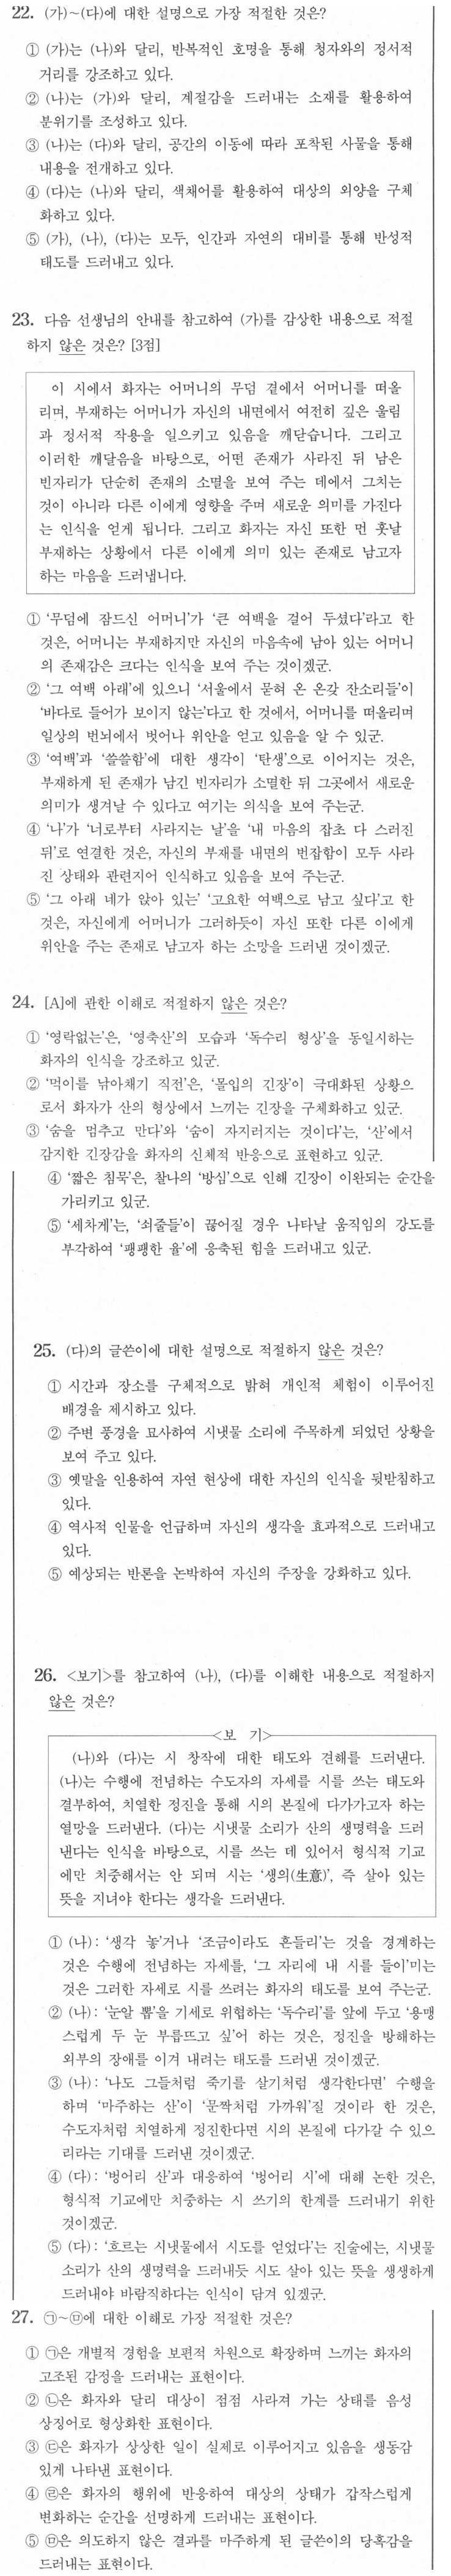 22. (가)~(다)에 대한 설명으로 가장 적절한 것은?
① (가)는 (나)와 달리, 반복적인 호명을 통해 청자와의 정서적
거리를 강조하고 있다.
② (나)는 (가)와 달리, 계절감을 드러내는 소재를 활용하여
분위기를 조성하고 있다.
③ (나)는 (다)와 달리, 공간의 이동에 따라 포착된 사물을 통해
내용을 전개하고 있다.
④ (다)는 (나)와 달리, 색채어를 활용하여 대상의 외양을 구체
화하고 있다.
⑤ (가), (나), (다)는 모두, 인간과 자연의 대비를 통해 반성적
태도를 드러내고 있다.
23. 다음 선생님의 안내를 참고하여 (가)를 감상한 내용으로 적절
하지 않은 것은? [3점]
이 시에서 화자는 어머니의 무덤 곁에서 어머니를 떠올
리며, 부재하는 어머니가 자신의 내면에서 여전히 깊은 울림
과 정서적 작용을 일으키고 있음을 깨닫습니다. 그리고
이러한 깨달음을 바탕으로, 어떤 존재가 사라진 뒤 남은
빈자리가 단순히 존재의 소멸을 보여 주는 데에서 그치는
것이 아니라 다른 이에게 영향을 주며 새로운 의미를 가진다
는 인식을 얻게 됩니다. 그리고 화자는 자신 또한 먼 훗날
부재하는 상황에서 다른 이에게 의미 있는 존재로 남고자
하는 마음을 드러냅니다.
① ‘무덤에 잠드신 어머니’가 ‘큰 여백을 걸어 두셨다’라고 한
것은, 어머니는 부재하지만 자신의 마음속에 남아 있는 어머니
의 존재감은 크다는 인식을 보여 주는 것이겠군.
② ‘그 여백 아래’에 있으니 ‘서울에서 묻혀 온 온갖 잔소리들’이
‘바다로 들어가 보이지 않는’다고 한 것에서, 어머니를 떠올리며
일상의 번뇌에서 벗어나 위안을 얻고 있음을 알 수 있군.
③ ‘여백’과 ‘쓸쓸함’에 대한 생각이 ‘탄생’으로 이어지는 것은,
부재하게 된 존재가 남긴 빈자리가 소멸한 뒤 그곳에서 새로운
의미가 생겨날 수 있다고 여기는 의식을 보여 주는군.
④ ‘나’가 ‘너로부터 사라지는 날’을 ‘내 마음의 잡초 다 스러진
뒤’로 연결한 것은, 자신의 부재를 내면의 번잡함이 모두 사라
진 상태와 관련지어 인식하고 있음을 보여 주는군.
⑤ ‘그 아래 네가 앉아 있는’ ‘고요한 여백으로 남고 싶다’고 한
것은, 자신에게 어머니가 그러하듯이 자신 또한 다른 이에게
위안을 주는 존재로 남고자 하는 소망을 드러낸 것이겠군.
24. [A]에 관한 이해로 적절하지 않은 것은?
① ‘영락없는’은, ‘영축산’의 모습과 ‘독수리 형상’을 동일시하는
화자의 인식을 강조하고 있군.
② ‘먹이를 낚아채기 직전’은, ‘몰입의 긴장’이 극대화된 상황으
로서 화자가 산의 형상에서 느끼는 긴장을 구체화하고 있군.
③ ‘숨을 멈추고 만다’와 ‘숨이 자지러지는 것이다’는, ‘산’에서
감지한 긴장감을 화자의 신체적 반응으로 표현하고 있군.
④ ‘짧은 침묵’은, 찰나의 ‘방심’으로 인해 긴장이 이완되는 순간을
가리키고 있군.
⑤ ‘세차게’는, ‘쇠줄들’이 끊어질 경우 나타날 움직임의 강도를
부각하여 ‘팽팽한 율’에 응축된 힘을 드러내고 있군.
25. (다)의 글쓴이에 대한 설명으로 적절하지 않은 것은?
① 시간과 장소를 구체적으로 밝혀 개인적 체험이 이루어진
배경을 제시하고 있다.
② 주변 풍경을 묘사하여 시냇물 소리에 주목하게 되었던 상황을
보여 주고 있다.
③ 옛말을 인용하여 자연 현상에 대한 자신의 인식을 뒷받침하고
있다.
④ 역사적 인물을 언급하며 자신의 생각을 효과적으로 드러내고
있다.
⑤ 예상되는 반론을 논박하여 자신의 주장을 강화하고 있다.
26. <보기>를 참고하여 (나), (다)를 이해한 내용으로 적절하지
않은 것은?
<보 기>
(나)와 (다)는 시 창작에 대한 태도와 견해를 드러낸다.
(나)는 수행에 전념하는 수도자의 자세를 시를 쓰는 태도와
결부하여, 치열한 정진을 통해 시의 본질에 다가가고자 하는
열망을 드러낸다. (다)는 시냇물 소리가 산의 생명력을 드러
낸다는 인식을 바탕으로, 시를 쓰는 데 있어서 형식적 기교
에만 치중해서는 안 되며 시는 ‘생의(生意)’, 즉 살아 있는
뜻을 지녀야 한다는 생각을 드러낸다.
① (나): ‘생각 놓’거나 ‘조금이라도 흔들리’는 것을 경계하는
것은 수행에 전념하는 자세를, ‘그 자리에 내 시를 들이’미는
것은 그러한 자세로 시를 쓰려는 화자의 태도를 보여 주는군.
② (나): ‘눈알 뽑’을 기세로 위협하는 ‘독수리’를 앞에 두고 ‘용맹
스럽게 두 눈 부릅뜨고 싶’어 하는 것은, 정진을 방해하는
외부의 장애를 이겨 내려는 태도를 드러낸 것이겠군.
③ (나): ‘나도 그들처럼 죽기를 살기처럼 생각한다면’ 수행을
하며 ‘마주하는 산’이 ‘문짝처럼 가까워’질 것이라 한 것은,
수도자처럼 치열하게 정진한다면 시의 본질에 다가갈 수 있으
리라는 기대를 드러낸 것이겠군.
④ (다): ‘벙어리 산’과 대응하여 ‘벙어리 시’에 대해 논한 것은,
형식적 기교에만 치중하는 시 쓰기의 한계를 드러내기 위한
것이겠군.
⑤ (다): ‘흐르는 시냇물에서 시도를 얻었다’는 진술에는, 시냇물
소리가 산의 생명력을 드러내듯 시도 살아 있는 뜻을 생생하게
드러내야 바람직하다는 인식이 담겨 있겠군.
27. ㉠~㉤에 대한 이해로 가장 적절한 것은?
① ㉠은 개별적 경험을 보편적 차원으로 확장하며 느끼는 화자의
고조된 감정을 드러내는 표현이다.
② ㉡은 화자와 달리 대상이 점점 사라져 가는 상태를 음성
상징어로 형상화한 표현이다.
③ ㉢은 화자가 상상한 일이 실제로 이루어지고 있음을 생동감
있게 나타낸 표현이다.
④ ㉣은 화자의 행위에 반응하여 대상의 상태가 갑작스럽게
변화하는 순간을 선명하게 드러내는 표현이다.
⑤ ㉤은 의도하지 않은 결과를 마주하게 된 글쓴이의 당혹감을
드러내는 표현이다.